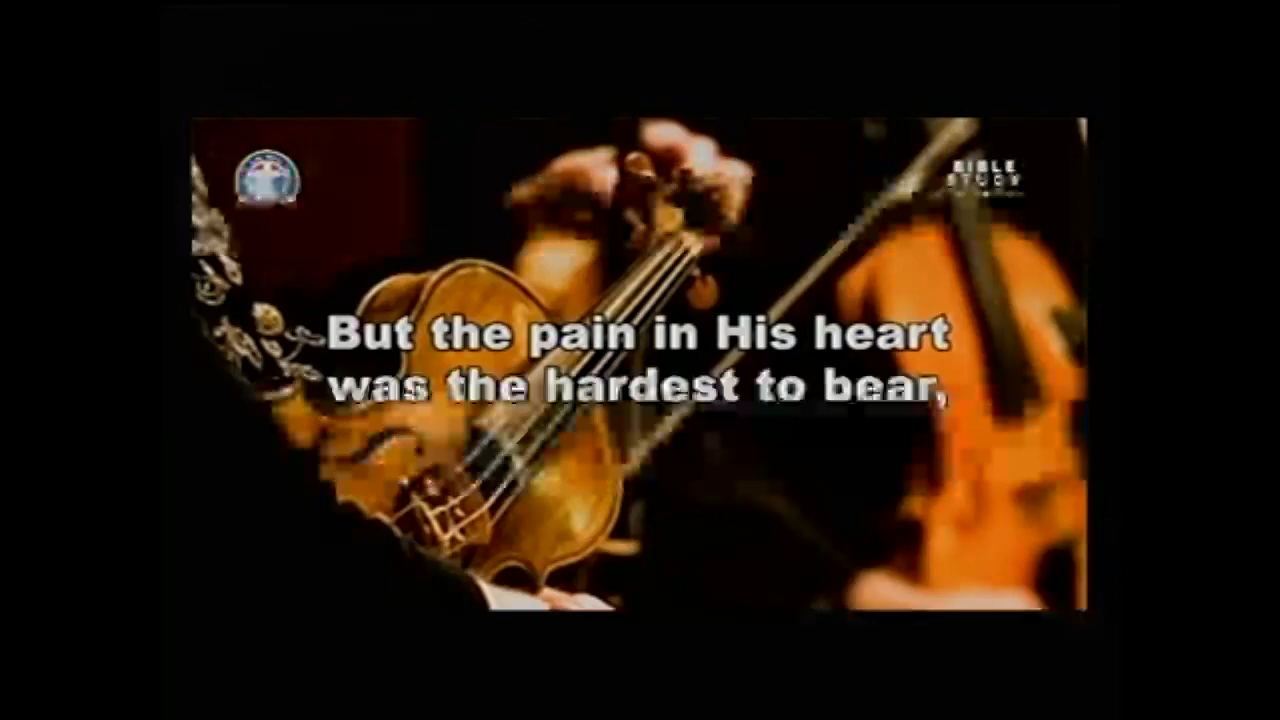 BIBLE
STUDY
But the pain in His heart
was the hardest to bear,